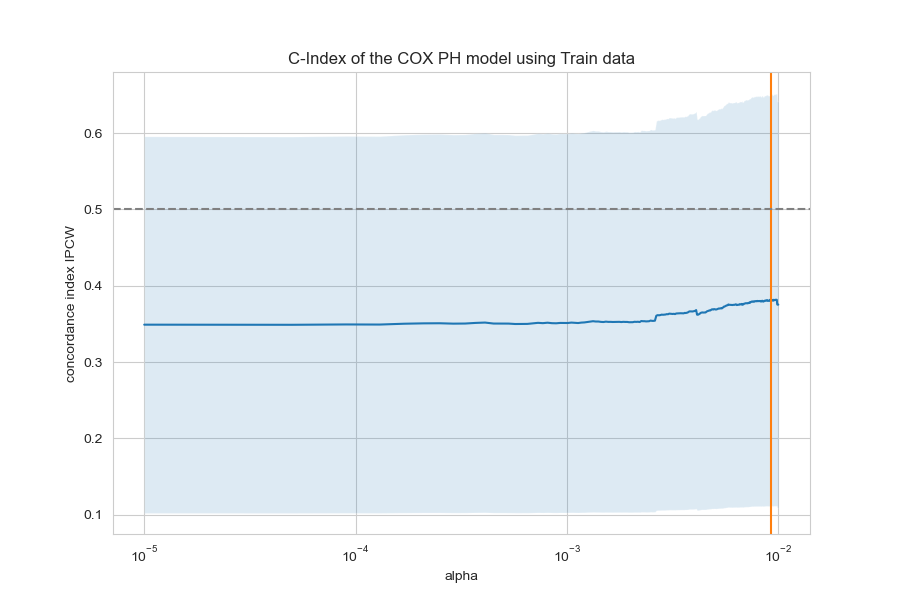 C-Index of the COX PH model using Train data
concordance index IPCW
0.6
0.5
0.4
0.3
0.2
0.1
10⁻⁵ 10⁻⁴ 10⁻³ 10⁻²
alpha